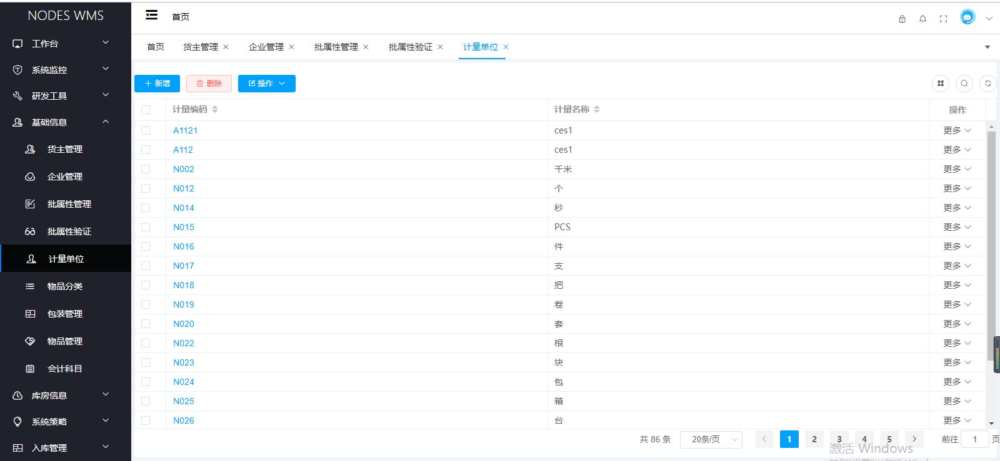 NODES WMS
首页
工作台
系统监控
研发工具
基础信息
货主管理
企业管理
批属性管理
批属性验证
计量单位
物品分类
包装管理
物品管理
会计科目
库房信息
系统策略
入库管理
首页 货主管理 企业管理 批属性管理 批属性验证 计量单位
新增 删除 操作
计量编码 计量名称 操作
A1121 ces1 更多
A112 ces1 更多
N002 千米 更多
N012 个 更多
N014 秒 更多
N015 PCS 更多
N016 件 更多
N017 支 更多
N018 把 更多
N019 卷 更多
N020 套 更多
N022 根 更多
N023 块 更多
N024 包 更多
N025 箱 更多
N026 台 更多
共 86 条 20条/页 1 2 3 4 5 前往 1 页
激活 Windows